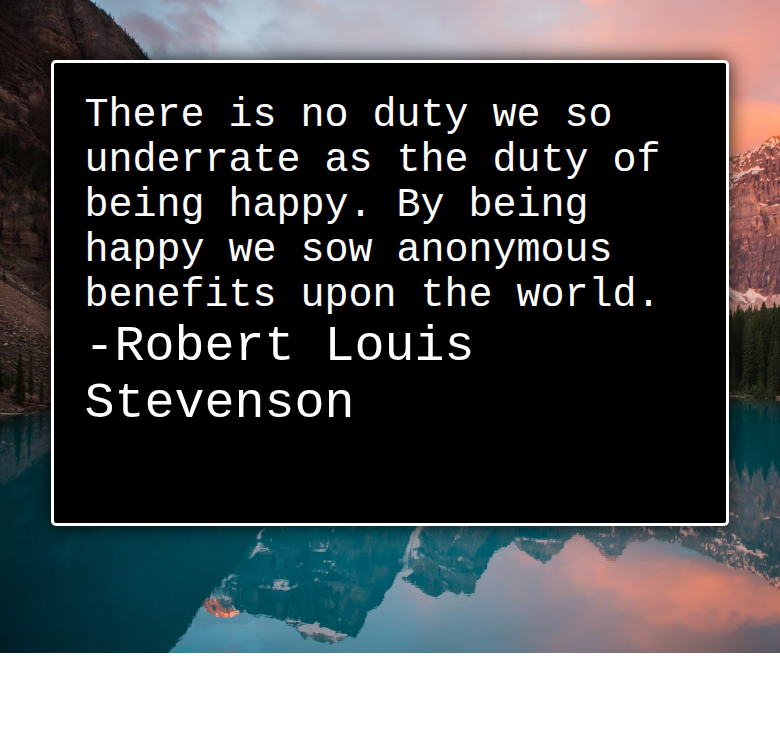 There is no duty we so
underrate as the duty of
being happy. By being
happy we sow anonymous
benefits upon the world.
-Robert Louis
Stevenson